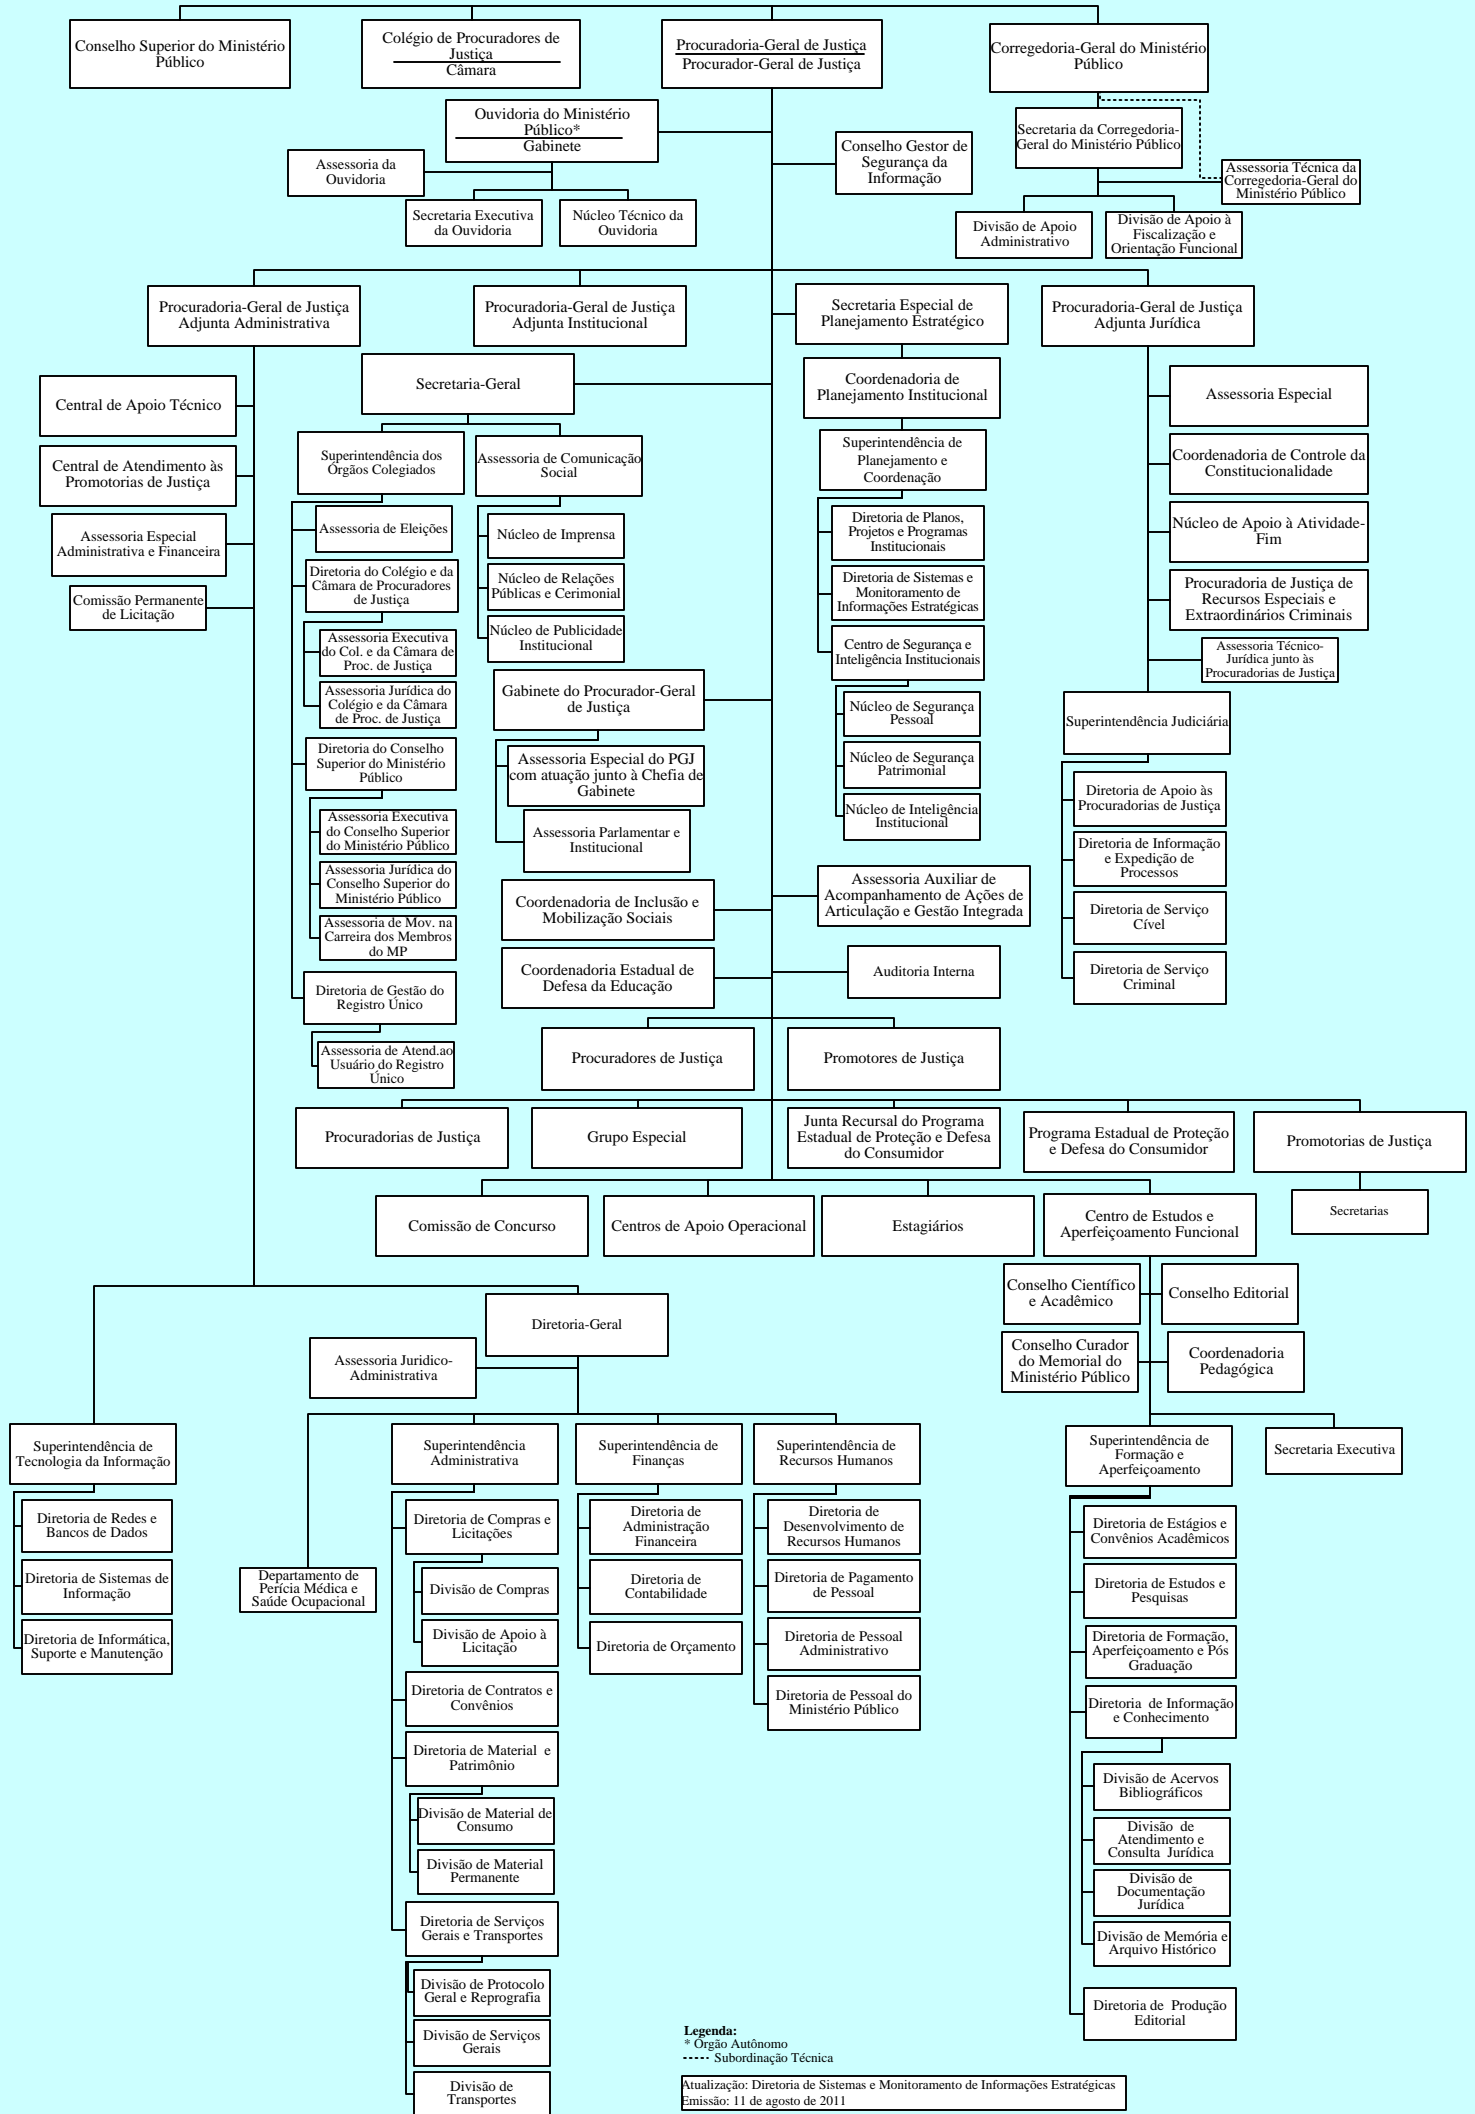 Conselho Superior do Ministério
Público
Colégio de Procuradores de
Justiça
Câmara
Procuradoria-Geral de Justiça
Procurador-Geral de Justiça
Corregedoria-Geral do Ministério
Público
Ouvidoria do Ministério
Público*
Gabinete
Assessoria da
Ouvidoria
Secretaria Executiva
da Ouvidoria
Núcleo Técnico da
Ouvidoria
Conselho Gestor de
Segurança da
Informação
Secretaria da Corregedoria-
Geral do Ministério Público
Assessoria Técnica da
Corregedoria-Geral do
Ministério Público
Divisão de Apoio
Administrativo
Divisão de Apoio à
Fiscalização e
Orientação Funcional
Procuradoria-Geral de Justiça
Adjunta Administrativa
Procuradoria-Geral de Justiça
Adjunta Institucional
Secretaria Especial de
Planejamento Estratégico
Procuradoria-Geral de Justiça
Adjunta Jurídica
Central de Apoio Técnico
Central de Atendimento às
Promotorias de Justiça
Assessoria Especial
Administrativa e Financeira
Comissão Permanente
de Licitação
Secretaria-Geral
Superintendência dos
Órgãos Colegiados
Assessoria de Eleições
Diretoria do Colégio e da
Câmara de Procuradores
de Justiça
Assessoria Executiva
do Col. e da Câmara de
Proc. de Justiça
Assessoria Jurídica do
Colégio e da Câmara
de Proc. de Justiça
Diretoria do Conselho
Superior do Ministério
Público
Assessoria Executiva
do Conselho Superior
do Ministério Público
Assessoria Jurídica do
Conselho Superior do
Ministério Público
Assessoria de Mov. na
Carreira dos Membros
do MP
Diretoria de Gestão do
Registro Único
Assessoria de Atend.ao
Usuário do Registro
Único
Assessoria de Comunicação
Social
Núcleo de Imprensa
Núcleo de Relações
Públicas e Cerimonial
Núcleo de Publicidade
Institucional
Gabinete do Procurador-Geral
de Justiça
Assessoria Especial do PGJ
com atuação junto à Chefia de
Gabinete
Assessoria Parlamentar e
Institucional
Coordenadoria de Inclusão e
Mobilização Sociais
Coordenadoria Estadual de
Defesa da Educação
Coordenadoria de
Planejamento Institucional
Superintendência de
Planejamento e
Coordenação
Diretoria de Planos,
Projetos e Programas
Institucionais
Diretoria de Sistemas e
Monitoramento de
Informações Estratégicas
Centro de Segurança e
Inteligência Institucionais
Núcleo de Segurança
Pessoal
Núcleo de Segurança
Patrimonial
Núcleo de Inteligência
Institucional
Assessoria Auxiliar de
Acompanhamento de Ações de
Articulação e Gestão Integrada
Auditoria Interna
Assessoria Especial
Coordenadoria de Controle da
Constitucionalidade
Núcleo de Apoio à Atividade-
Fim
Procuradoria de Justiça de
Recursos Especiais e
Extraordinários Criminais
Assessoria Técnico-
Jurídica junto às
Procuradorias de Justiça
Superintendência Judiciária
Diretoria de Apoio às
Procuradorias de Justiça
Diretoria de Informação
e Expedição de
Processos
Diretoria de Serviço
Cível
Diretoria de Serviço
Criminal
Procuradores de Justiça
Promotores de Justiça
Procuradorias de Justiça
Grupo Especial
Junta Recursal do Programa
Estadual de Proteção e Defesa
do Consumidor
Programa Estadual de Proteção
e Defesa do Consumidor
Promotorias de Justiça
Secretarias
Comissão de Concurso
Centros de Apoio Operacional
Estagiários
Centro de Estudos e
Aperfeiçoamento Funcional
Conselho Científico
e Acadêmico
Conselho Editorial
Conselho Curador
do Memorial do
Ministério Público
Coordenadoria
Pedagógica
Diretoria-Geral
Assessoria Juridico-
Administrativa
Superintendência de
Tecnologia da Informação
Diretoria de Redes e
Bancos de Dados
Diretoria de Sistemas de
Informação
Diretoria de Informática,
Suporte e Manutenção
Departamento de
Perícia Médica e
Saúde Ocupacional
Superintendência
Administrativa
Diretoria de Compras e
Licitações
Divisão de Compras
Divisão de Apoio à
Licitação
Diretoria de Contratos e
Convênios
Diretoria de Material e
Patrimônio
Divisão de Material de
Consumo
Divisão de Material
Permanente
Diretoria de Serviços
Gerais e Transportes
Divisão de Protocolo
Geral e Reprografia
Divisão de Serviços
Gerais
Divisão de
Transportes
Superintendência de
Finanças
Diretoria de
Administração
Financeira
Diretoria de
Contabilidade
Diretoria de Orçamento
Superintendência de
Recursos Humanos
Diretoria de
Desenvolvimento de
Recursos Humanos
Diretoria de Pagamento
de Pessoal
Diretoria de Pessoal
Administrativo
Diretoria de Pessoal do
Ministério Público
Superintendência de
Formação e
Aperfeiçoamento
Secretaria Executiva
Diretoria de Estágios e
Convênios Acadêmicos
Diretoria de Estudos e
Pesquisas
Diretoria de Formação,
Aperfeiçoamento e Pós
Graduação
Diretoria de Informação
e Conhecimento
Divisão de Acervos
Bibliográficos
Divisão de
Atendimento e
Consulta Jurídica
Divisão de
Documentação
Jurídica
Divisão de Memória e
Arquivo Histórico
Diretoria de Produção
Editorial
Legenda:
* Órgão Autônomo
------ Subordinação Técnica
Atualização: Diretoria de Sistemas e Monitoramento de Informações Estratégicas
Emissão: 11 de agosto de 2011